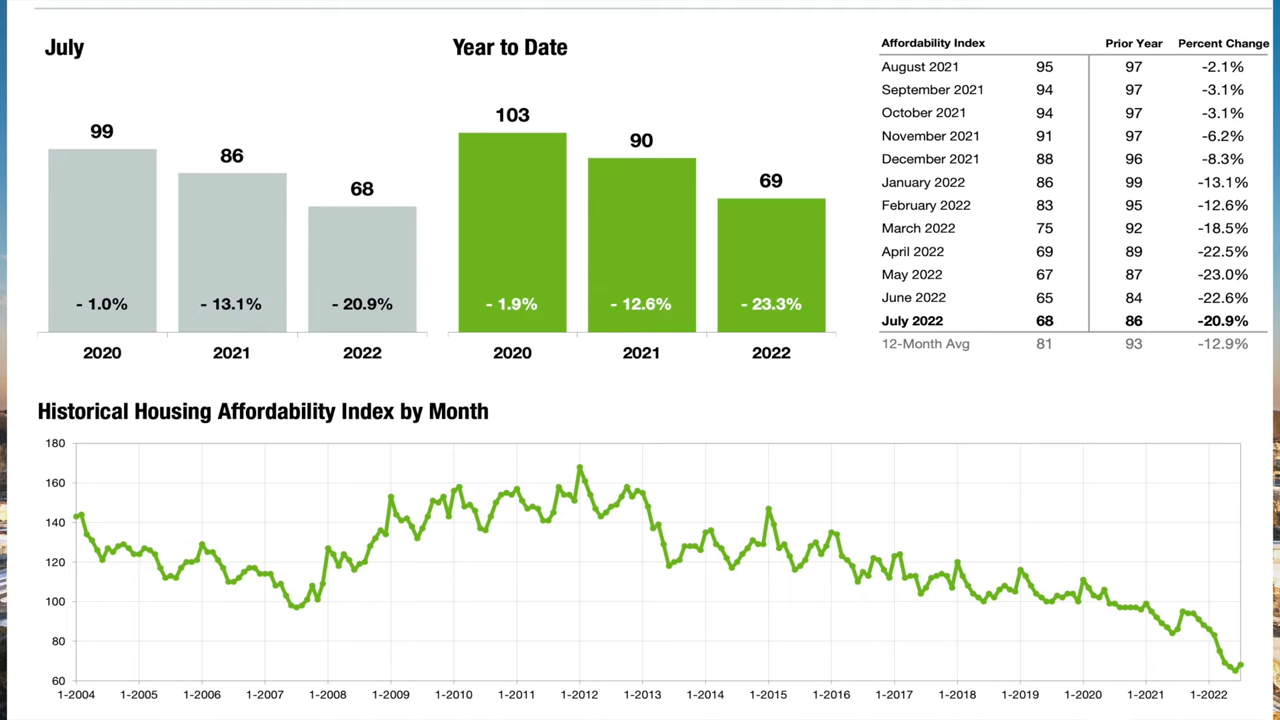 July
99
86
68
- 1.0%
- 13.1%
- 20.9%
2020
2021
2022
Year to Date
103
90
69
- 1.9%
- 12.6%
- 23.3%
2020
2021
2022
Affordability Index Prior Year Percent Change
August 2021 95 97 -2.1%
September 2021 94 97 -3.1%
October 2021 94 97 -3.1%
November 2021 91 97 -6.2%
December 2021 88 96 -8.3%
January 2022 86 99 -13.1%
February 2022 83 95 -12.6%
March 2022 75 92 -18.5%
April 2022 69 89 -22.5%
May 2022 67 87 -23.0%
June 2022 65 84 -22.6%
July 2022 68 86 -20.9%
12-Month Avg 81 93 -12.9%
Historical Housing Affordability Index by Month
180
160
140
120
100
80
60
1-2004 1-2005 1-2006 1-2007 1-2008 1-2009 1-2010 1-2011 1-2012 1-2013 1-2014 1-2015 1-2016 1-2017 1-2018 1-2019 1-2020 1-2021 1-2022